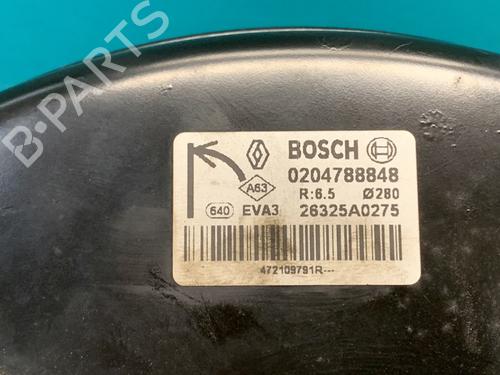 B-PARTS
BOSCH
0204788848
A63
R:6.5 Ø280
640 EVA3 26325A0275
472109791R---